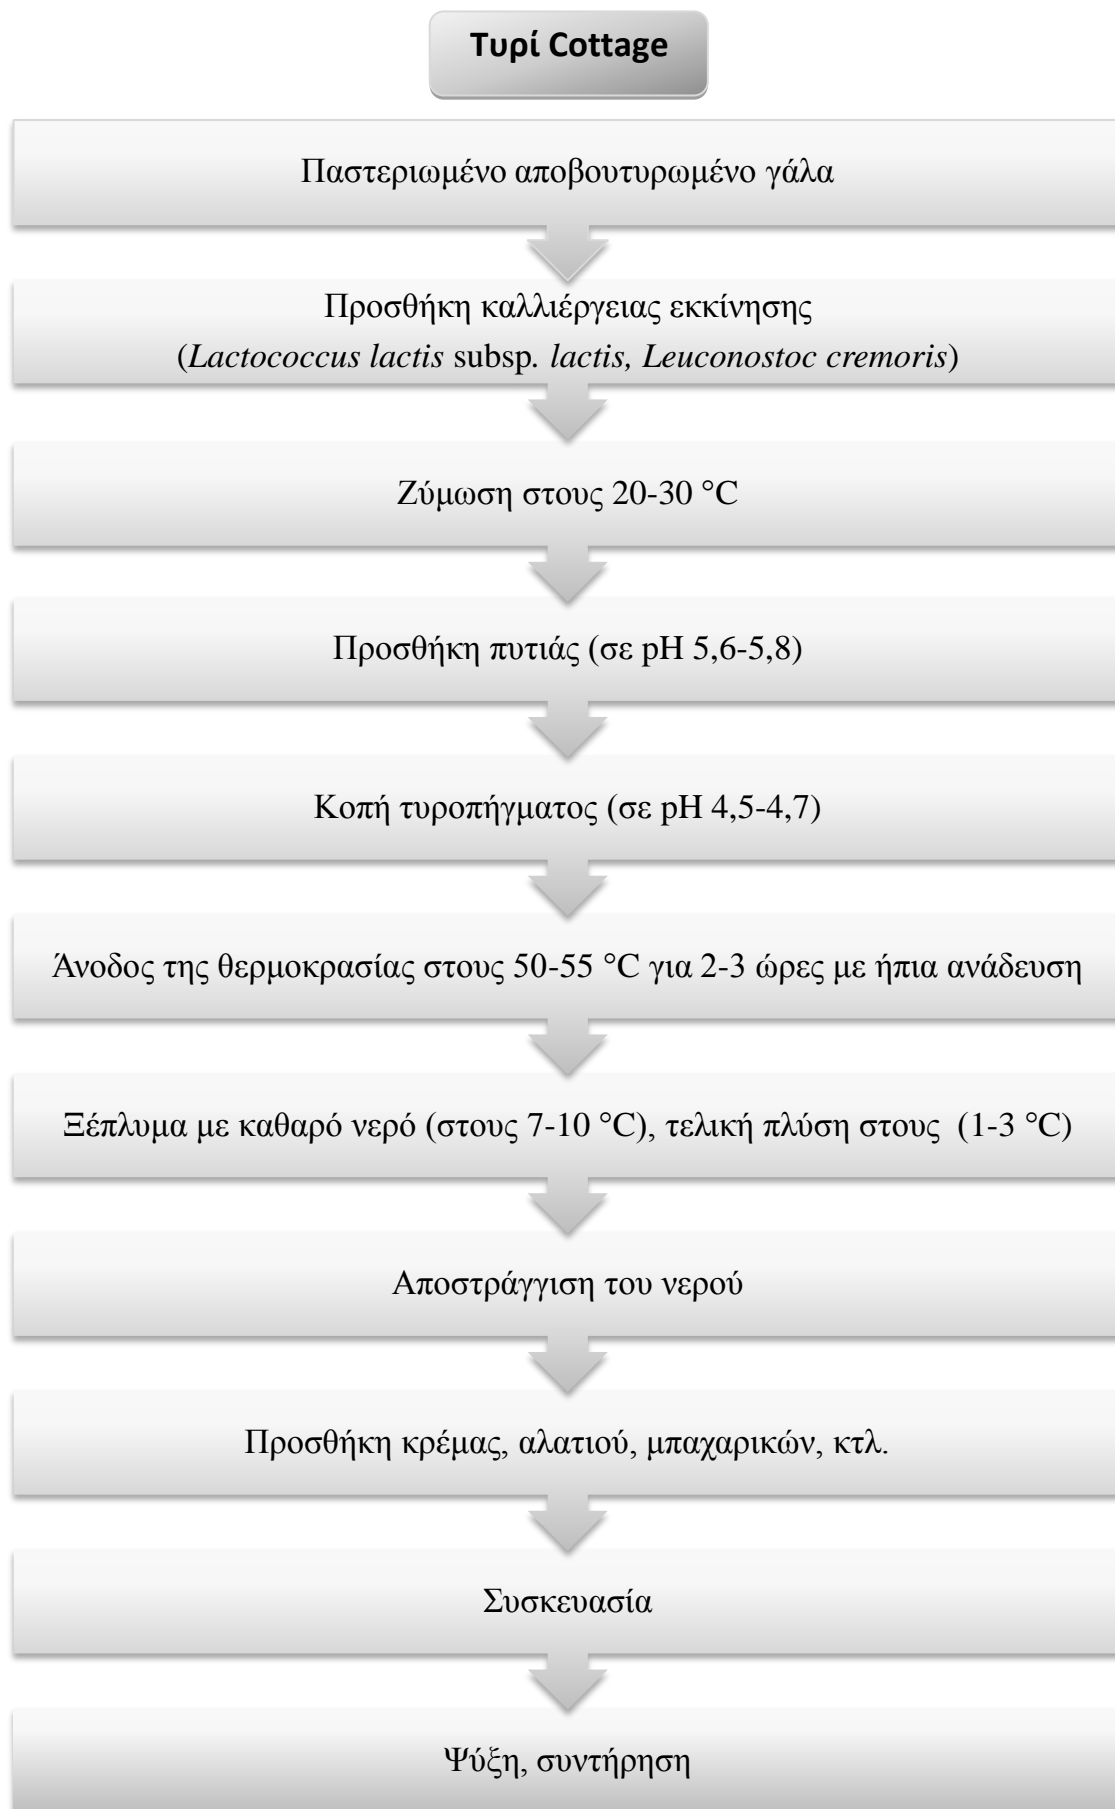 Τυρί Cottage
Παστεριωμένο αποβουτυρωμένο γάλα
Προσθήκη καλλιέργειας εκκίνησης
(Lactococcus lactis subsp. lactis, Leuconostoc cremoris)
Ζύμωση στους 20-30 °C
Προσθήκη πυτιάς (σε pH 5,6-5,8)
Κοπή τυροπήγματος (σε pH 4,5-4,7)
Άνοδος της θερμοκρασίας στους 50-55 °C για 2-3 ώρες με ήπια ανάδευση
Ξέπλυμα με καθαρό νερό (στους 7-10 °C), τελική πλύση στους (1-3 °C)
Αποστράγγιση του νερού
Προσθήκη κρέμας, αλατιού, μπαχαρικών, κτλ.
Συσκευασία
Ψύξη, συντήρηση